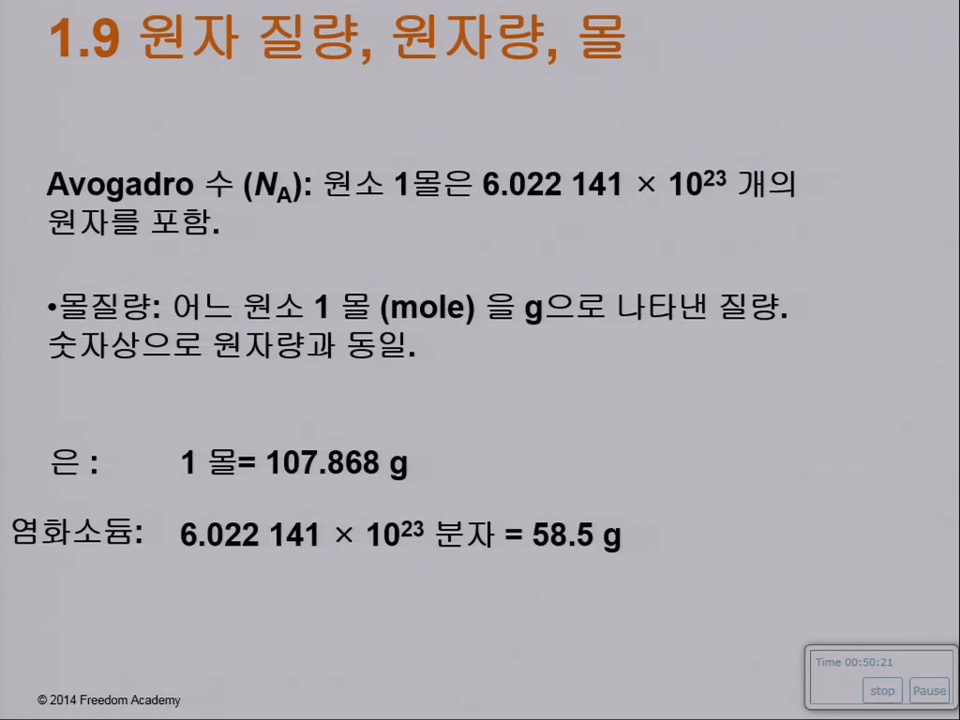 1.9 원자 질량, 원자량, 몰
Avogadro 수 (N_A): 원소 1몰은 6.022 141 × 10²³ 개의
원자를 포함.
•몰질량: 어느 원소 1 몰 (mole) 을 g으로 나타낸 질량.
숫자상으로 원자량과 동일.
은 : 1 몰= 107.868 g
염화소듐: 6.022 141 × 10²³ 분자 = 58.5 g
Time 00:50:21
stop Pause
© 2014 Freedom Academy